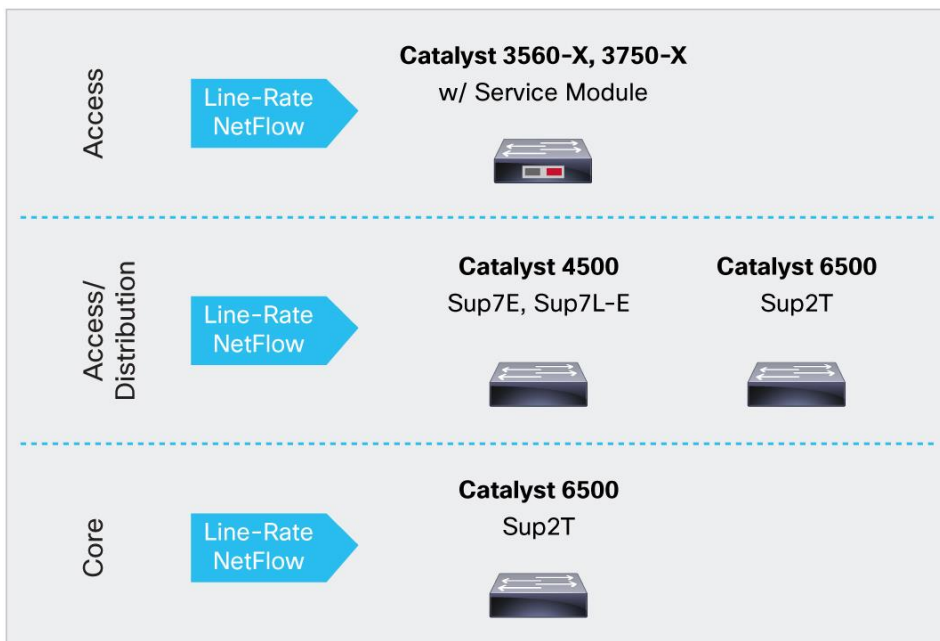 Access
Line-Rate
NetFlow
Catalyst 3560-X, 3750-X
w/ Service Module
Access/
Distribution
Line-Rate
NetFlow
Catalyst 4500
Sup7E, Sup7L-E
Catalyst 6500
Sup2T
Core
Line-Rate
NetFlow
Catalyst 6500
Sup2T